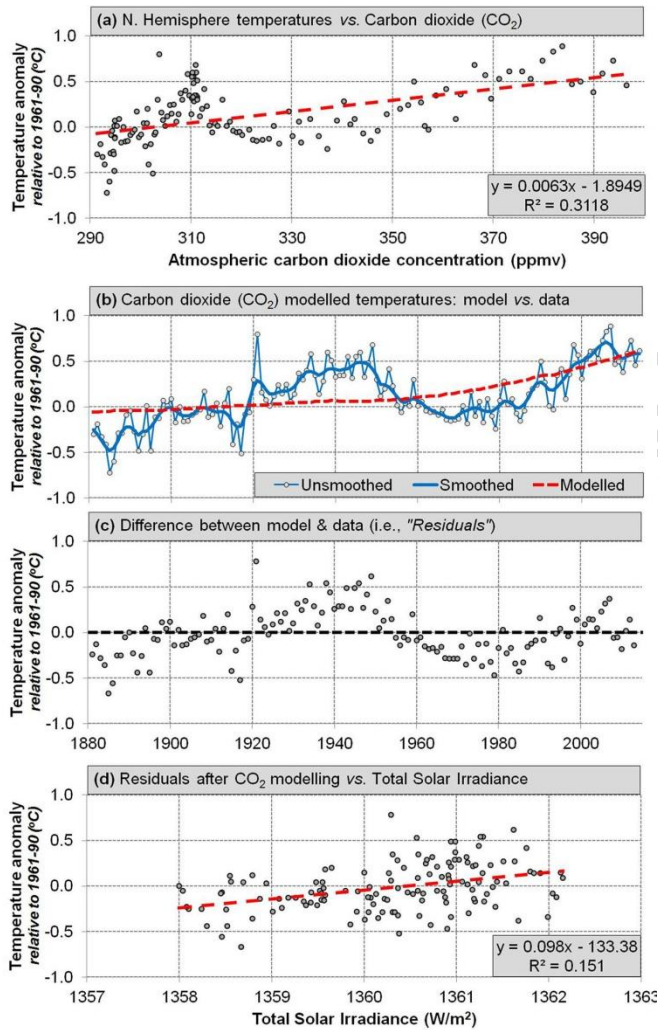 (a) N. Hemisphere temperatures vs. Carbon dioxide (CO₂)
Temperature anomaly
relative to 1961-90 (ºC)
1.0
0.5
0.0
-0.5
-1.0
y = 0.0063x - 1.8949
R² = 0.3118
290 310 330 350 370 390
Atmospheric carbon dioxide concentration (ppmv)
(b) Carbon dioxide (CO₂) modelled temperatures: model vs. data
Temperature anomaly
relative to 1961-90 (ºC)
1.0
0.5
0.0
-0.5
-1.0
Unsmoothed Smoothed Modelled
1880 1900 1920 1940 1960 1980 2000
(c) Difference between model & data (i.e., "Residuals")
Temperature anomaly
relative to 1961-90 (ºC)
1.0
0.5
0.0
-0.5
-1.0
1880 1900 1920 1940 1960 1980 2000
(d) Residuals after CO₂ modelling vs. Total Solar Irradiance
Temperature anomaly
relative to 1961-90 (ºC)
1.0
0.5
0.0
-0.5
-1.0
y = 0.098x - 133.38
R² = 0.151
1357 1358 1359 1360 1361 1362 1363
Total Solar Irradiance (W/m²)